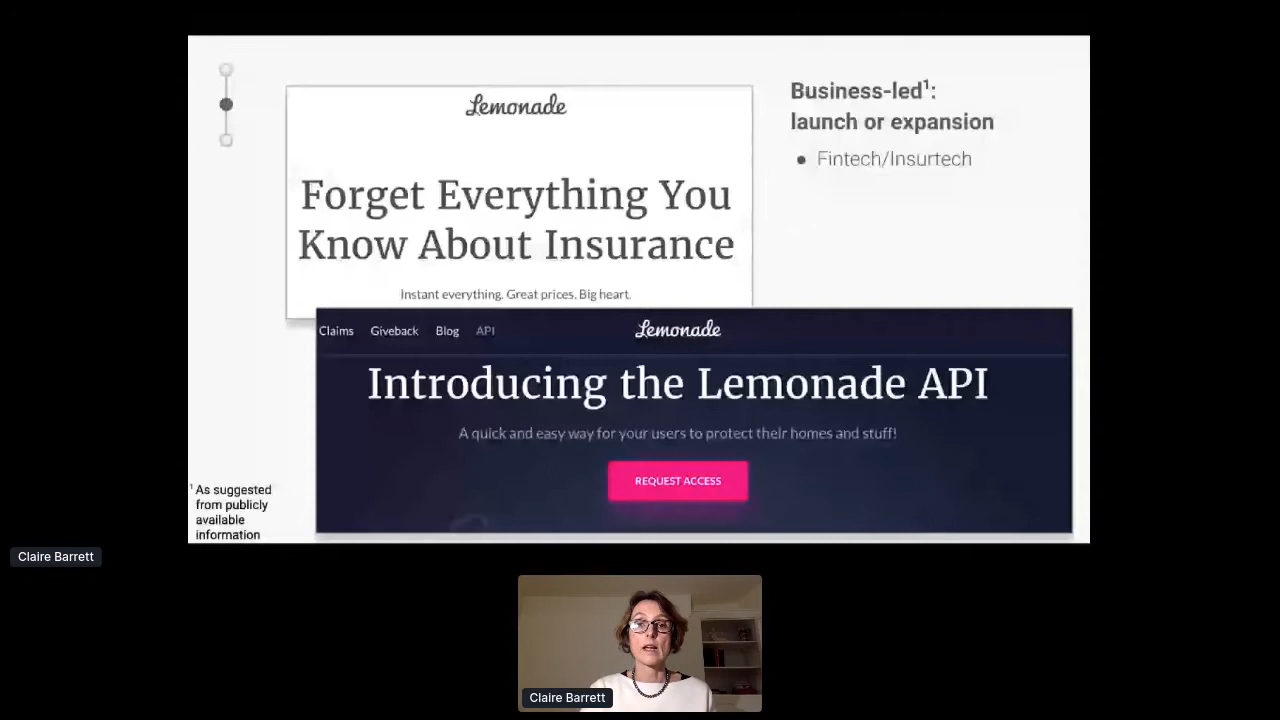 Lemonade
Forget Everything You
Know About Insurance
Instant everything. Great prices. Big heart.
Business-led¹:
launch or expansion
• Fintech/Insurtech
Claims Giveback Blog API
Lemonade
Introducing the Lemonade API
A quick and easy way for your users to protect their homes and stuff!
REQUEST ACCESS
¹ As suggested
from publicly
available
information
Claire Barrett
Claire Barrett